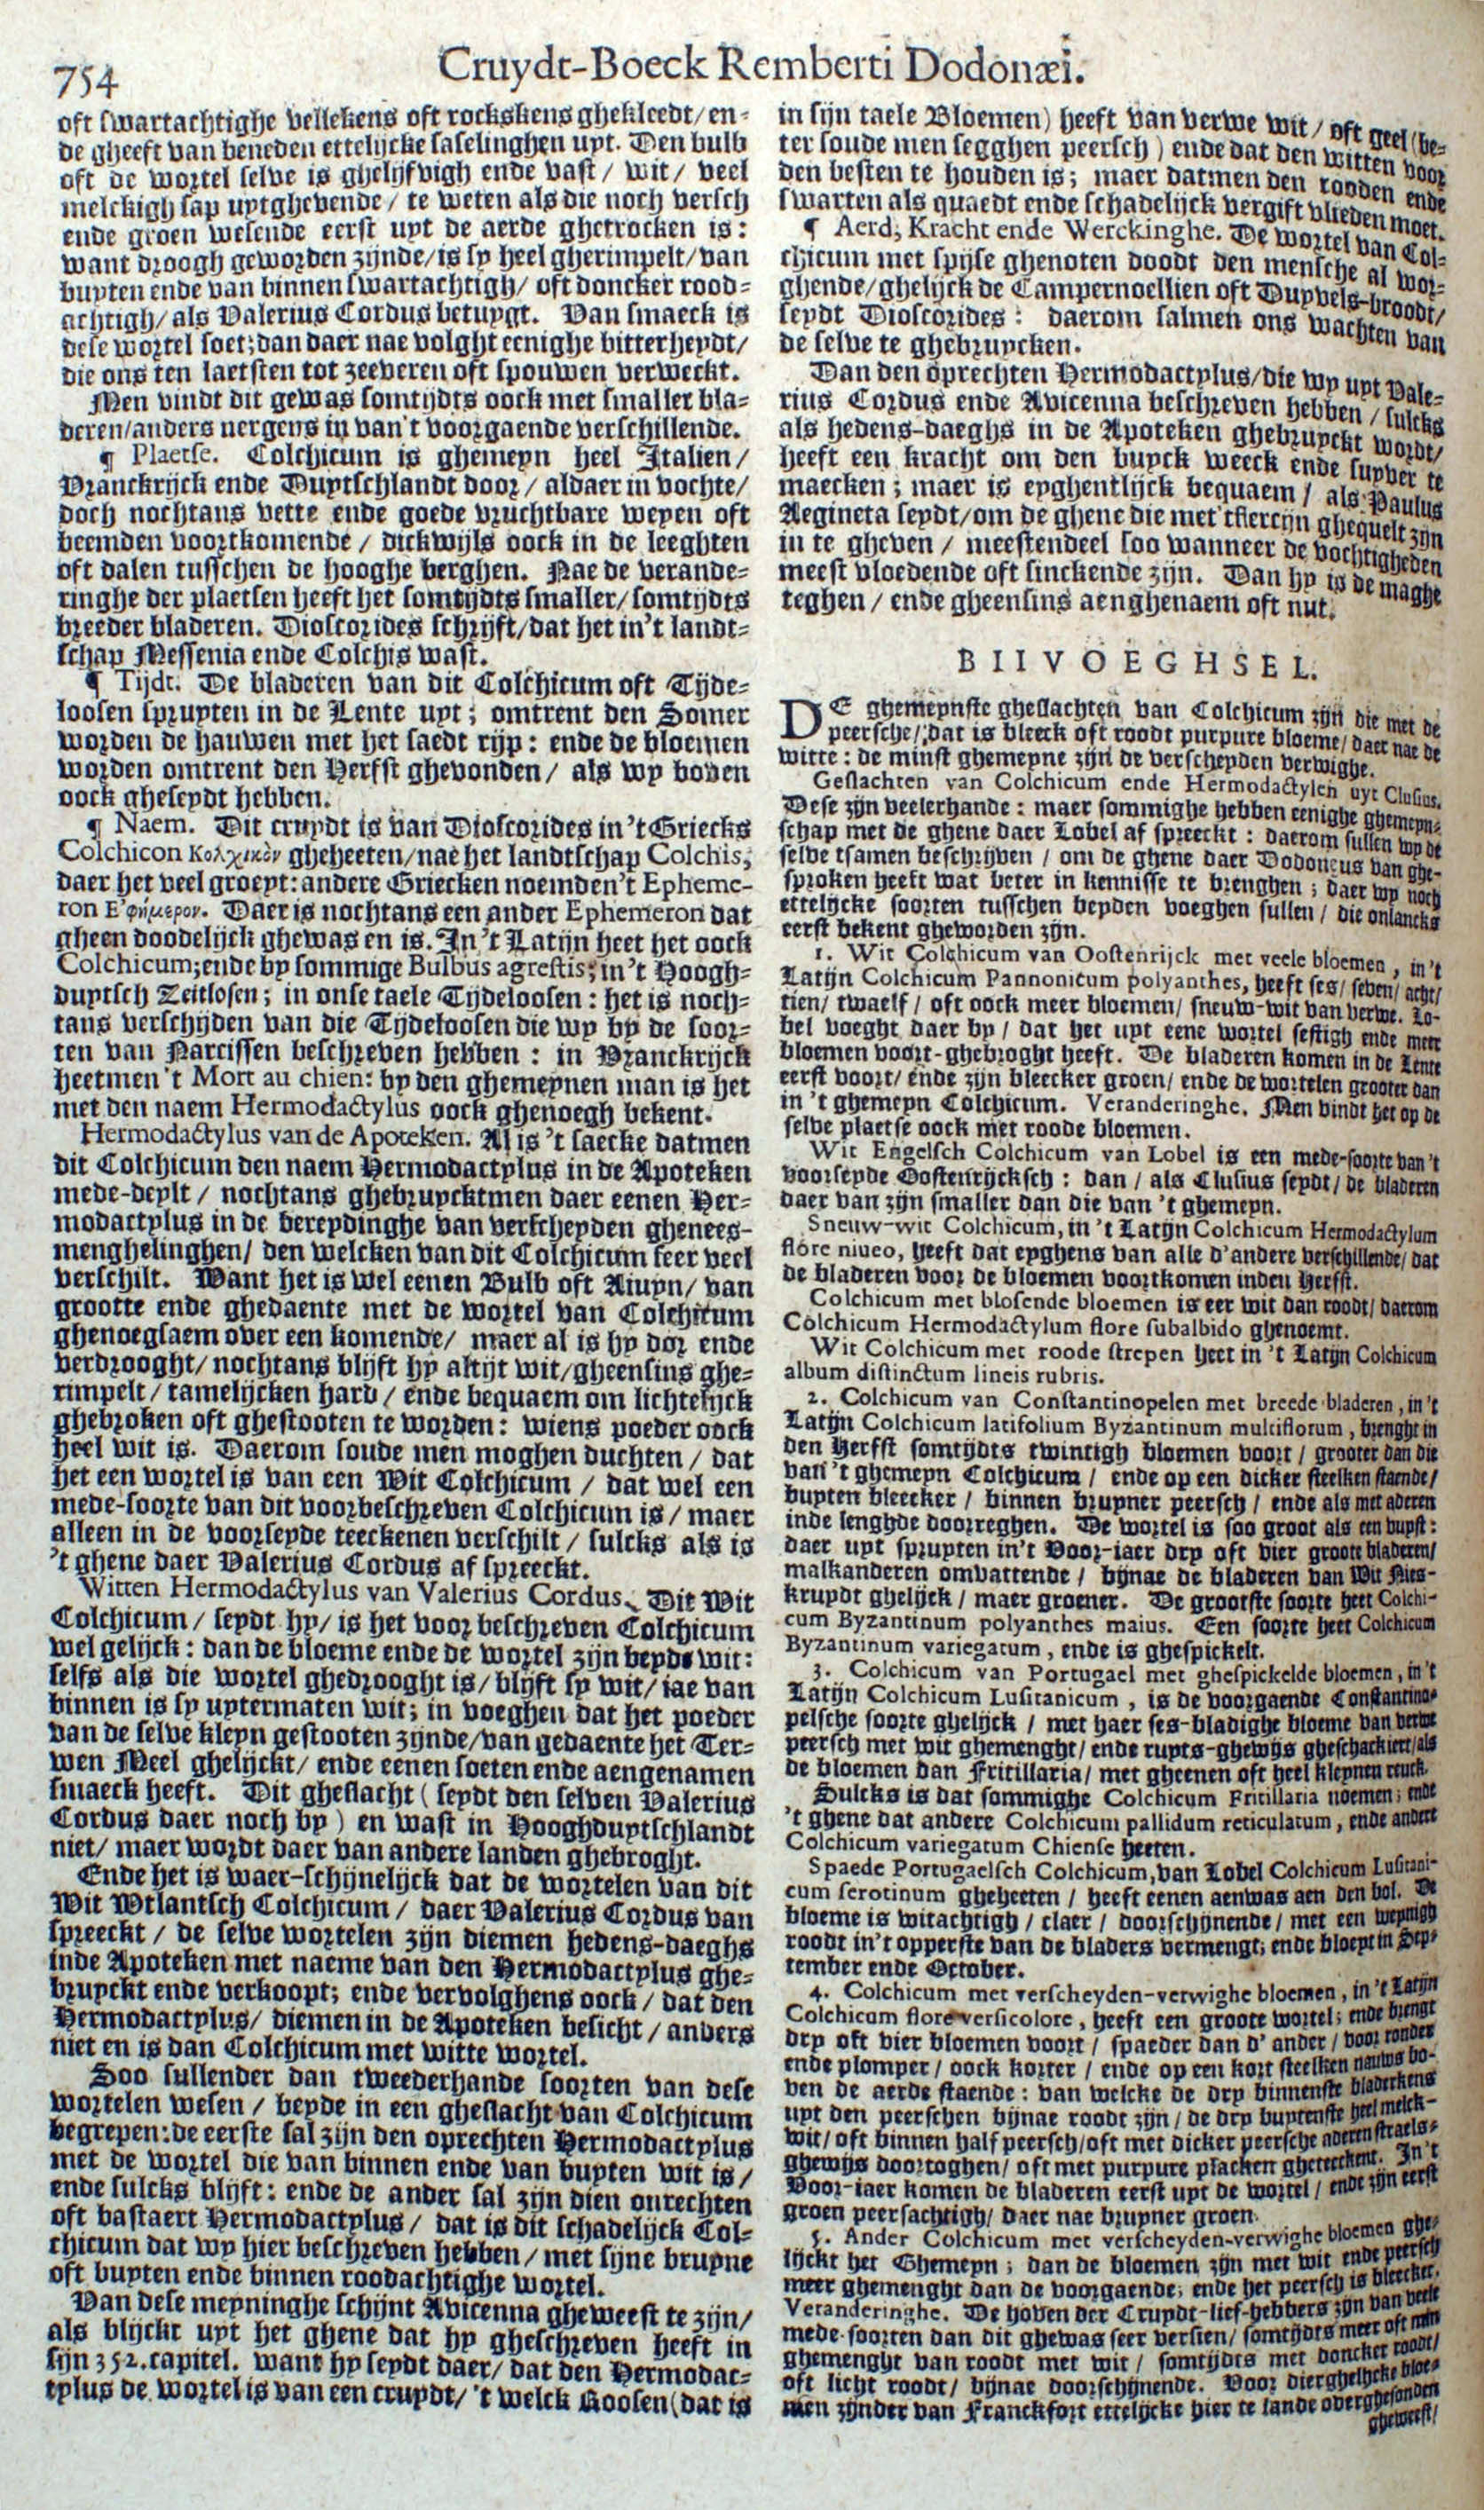 754
Cruydt-Boeck Remberti Dodonæi.
oft swartachtighe vellekens oft rockskens ghekleedt/en-
de gheeft van beneden ettelijcke saselinghen uyt. Den bulb
oft de wortel selve is ghelijfvigh ende vast/ wit/ veel
melckigh sap uytghevende/ te weten als die noch versch
ende groen wesende eerst uyt de aerde ghetrocken is:
want droogh geworden zijnde/is sy heel gherimpelt/van
buyten ende van binnen swartachtigh/ oft doncker rood-
achtigh/als Valerius Cordus betuygt. Van smaeck is
dese wortel soet; dan daer nae volght eenighe bitterheydt/
die ons ten laetsten tot zeeveren oft spouwen verweckt.
Men vindt dit gewas somtijdts oock met smaller bla-
deren/anders nergens in van't voorgaende verschillende.
¶ Plaetse. Colchicum is ghemeyn heel Italien/
Vranckrijck ende Duytschlandt door/ aldaer in vochte/
doch nochtans vette ende goede vruchtbare weyen oft
beemden voortkomende/ dickwijls oock in de leeghten
oft dalen tusschen de hooghe berghen. Nae de verande-
ringhe der plaetsen heeft het somtijdts smaller/somtijdts
breeder bladeren. Dioscorides schrijft/dat het in't landt-
schap Messenia ende Colchis wast.
¶ Tijdt. De bladeren van dit Colchicum oft Tijde-
loosen spruyten in de Lente uyt; omtrent den Somer
worden de hauwen met het saedt rijp: ende de bloemen
worden omtrent den Herfst ghevonden/ als wy boven
oock gheseydt hebben.
¶ Naem. Dit cruydt is van Dioscorides in't Griecks
Colchicon Κολχικὸν gheheeten/nae het landtschap Colchis,
daer het veel groeyt: andere Griecken noemden't Epheme-
ron Ε'φήμερον. Daer is nochtans een ander Ephemeron dat
gheen doodelijck ghewas en is. In't Latijn heet het oock
Colchicum; ende by sommige Bulbus agrestis; in't Hoogh-
duytsch Zeitlosen; in onse taele Tijdeloosen: het is noch-
tans verschijden van die Tijdeloosen die wy by de soor-
ten van Narcissen beschreven hebben: in Vranckrijck
heetmen't Mort au chien: by den ghemeynen man is het
met den naem Hermodactylus oock ghenoegh bekent.
Hermodactylus van de Apoteken. Al is 't saecke datmen
dit Colchicum den naem Hermodactylus in de Apoteken
mede-deylt/ nochtans ghebruycktmen daer eenen Her-
modactylus in de bereydinghe van verscheyden ghenees-
menghelinghen/ den welcken van dit Colchicum seer veel
verschilt. Want het is wel eenen Bulb oft Aiuyn/ van
grootte ende ghedaente met de wortel van Colchicum
ghenoegsaem over een komende/ maer al is hy dor ende
verdrooght/ nochtans blijft hy altijt wit/gheensins ghe-
rimpelt/ tamelijcken hard/ ende bequaem om lichtelijck
ghebroken oft ghestooten te worden: wiens poeder oock
heel wit is. Daerom soude men moghen duchten/ dat
het een wortel is van een Wit Colchicum/ dat wel een
mede-soorte van dit voorbeschreven Colchicum is/ maer
alleen in de voorseyde teeckenen verschilt/ sulcks als is
't ghene daer Valerius Cordus af spreeckt.
Witten Hermodactylus van Valerius Cordus. Dit Wit
Colchicum/ seydt hy/ is het voor beschreven Colchicum
wel gelijck: dan de bloeme ende de wortel zijn beyde wit:
selfs als die wortel ghedrooght is/ blijft sy wit/ iae van
binnen is sy uytermaten wit; in voeghen dat het poeder
van de selve kleyn gestooten zijnde/van gedaente het Ter-
wen Meel ghelijckt/ ende eenen soeten ende aengenamen
smaeck heeft. Dit gheslacht (seydt den selven Valerius
Cordus daer noch by) en wast in Hooghduytschlandt
niet/ maer wordt daer van andere landen ghebroght.
Ende het is waer-schijnelijck dat de wortelen van dit
Wit Wtlantsch Colchicum/ daer Valerius Cordus van
spreeckt/ de selve wortelen zijn diemen hedens-daeghs
inde Apoteken met naeme van den Hermodactylus ghe-
bruyckt ende verkoopt; ende vervolghens oock/ dat den
Hermodactylus/ diemen in de Apoteken besicht/ anders
niet en is dan Colchicum met witte wortel.
Soo sullender dan tweederhande soorten van dese
wortelen wesen/ beyde in een gheslacht van Colchicum
begrepen: de eerste sal zijn den oprechten Hermodactylus
met de wortel die van binnen ende van buyten wit is/
ende sulcks blijft: ende de ander sal zijn dien onrechten
oft bastaert Hermodactylus/ dat is dit schadelijck Col-
chicum dat wy hier beschreven hebben/ met sijne bruyne
oft buyten ende binnen roodachtighe wortel.
Van dese meyninghe schijnt Avicenna gheweest te zijn/
als blijckt uyt het ghene dat hy gheschreven heeft in
sijn 352. capitel. want hy seydt daer/ dat den Hermodac-
tylus de wortel is van een cruydt/ 't welck Roosen (dat is
in sijn taele Bloemen) heeft van verwe wit/ oft geel (be-
ter soude men segghen peersch) ende dat den witten voor
den besten te houden is; maer datmen den rooden ende
swarten als quaedt ende schadelijck vergift vlieden moet.
¶ Aerd, Kracht ende Werckinghe. De wortel van Col-
chicum met spijse ghenoten doodt den mensche al wor-
ghende/ghelijck de Campernoellien oft Duyvels-broodt/
seydt Dioscorides: daerom salmen ons wachten van
de selve te ghebruycken.
Dan den oprechten Hermodactylus/die wy uyt Vale-
rius Cordus ende Avicenna beschreven hebben/ sulcks
als hedens-daeghs in de Apoteken ghebruyckt wordt/
heeft een kracht om den buyck weeck ende suyver te
maecken; maer is eyghentlijck bequaem/ als Paulus
Aegineta seydt/om de ghene die met tfiercijn ghequelt zijn
in te gheven/ meestendeel soo wanneer de vochtigheden
meest vloedende oft sinckende zijn. Dan hy is de maghe
teghen/ ende gheensins aenghenaem oft nut.
BIIVOEGHSEL.
DE ghemeynste gheslachten van Colchicum zijn die met de
peersche/ dat is bleeck oft roodt purpure bloeme/ daer nae de
witte: de minst ghemeyne zijn de verscheyden verwighe.
Geslachten van Colchicum ende Hermodactylen uyt Clusius.
Dese zijn veelerhande: maer sommighe hebben eenighe ghemeyn-
schap met de ghene daer Lobel af spreeckt: daerom sullen wy de
selve tsamen beschrijven/ om de ghene daer Dodoneus van ghe-
sproken heeft wat beter in kennisse te brenghen; daer wy noch
ettelijcke soorten tusschen beyden voeghen sullen/ die onlancks
eerst bekent gheworden zijn.
1. Wit Colchicum van Oostenrijck met veele bloemen, in't
Latijn Colchicum Pannonicum polyanthes, heeft ses/ seven/ acht/
tien/ twaelf/ oft oock meer bloemen/ sneuw-wit van verwe. Lo-
bel voeght daer by/ dat het uyt eene wortel sestigh ende meer
bloemen voort-ghebroght heeft. De bladeren komen in de Lente
eerst voort/ ende zijn bleecker groen/ ende de wortelen grooter dan
in 't ghemeyn Colchicum. Veranderinghe. Men vindt het op de
selve plaetse oock met roode bloemen.
Wit Engelsch Colchicum van Lobel is een mede-soorte van 't
voorseyde Oostenrijcksch: dan/ als Clusius seydt/ de bladeren
daer van zijn smaller dan die van 't ghemeyn.
Sneuw-wit Colchicum, in 't Latijn Colchicum Hermodactylum
flore niueo, heeft dat eyghens van alle d'andere verschillende/ dat
de bladeren voor de bloemen voortkomen inden Herfst.
Colchicum met blosende bloemen is eer wit dan roodt/ daerom
Colchicum Hermodactylum flore subalbido ghenoemt.
Wit Colchicum met roode strepen heet in 't Latijn Colchicum
album distinctum lineis rubris.
2. Colchicum van Constantinopelen met breede bladeren, in 't
Latijn Colchicum latifolium Byzantinum multiflorum, brenght in
den Herfst somtijdts twintigh bloemen voort/ grooter dan die
van 't ghemeyn Colchicum/ ende op een dicker steelken staende/
buyten bleecker/ binnen bruyner peersch/ ende als met aderen
inde lenghde doorreghen. De wortel is soo groot als een vuyst:
daer uyt spruyten in't Voor-iaer dry oft vier groote bladeren/
malkanderen omvattende/ bijnae de bladeren van Wit Nies-
kruydt ghelijck/ maer groener. De grootste soorte heet Colchi-
cum Byzantinum polyanthes maius. Een soorte heet Colchicum
Byzantinum variegatum, ende is ghespickelt.
3. Colchicum van Portugael met ghespickelde bloemen, in't
Latijn Colchicum Lusitanicum, is de voorgaende Constantino-
pelsche soorte ghelijck/ met haer ses-bladighe bloeme van verwe
peersch met wit ghemenght/ ende ruyts-ghewijs gheschackiert/als
de bloemen van Fritillaria/ met gheenen oft heel kleynen reuck.
Sulcks is dat sommighe Colchicum Fritillaria noemen; ende
't ghene dat andere Colchicum pallidum reticulatum, ende andere
Colchicum variegatum Chiense heeten.
Spaede Portugaelsch Colchicum, van Lobel Colchicum Lusitani-
cum serotinum gheheeten/ heeft eenen aenwas aen den bol. De
bloeme is witachtigh/ claer/ doorschijnende/ met een weynigh
roodt in't opperste van de bladers vermengt; ende bloeyt in Sep-
tember ende October.
4. Colchicum met verscheyden-verwighe bloemen, in 't Latijn
Colchicum flore versicolore, heeft een groote wortel; ende brengt
dry oft vier bloemen voort/ spaeder dan d' ander/ voor ronder
ende plomper/ oock korter/ ende op een kort steelken nauws bo-
ven de aerde staende: van welcke de dry binnenste bladerkens
uyt den peerschen bijnae roodt zijn/ de dry buytenste heel melck-
wit/ oft binnen half peersch/oft met dicker peersche aderen straels-
ghewijs doortoghen/ oft met purpure placken gheteeckent. In't
Voor-iaer komen de bladeren eerst uyt de wortel/ ende zijn eerst
groen peersachtigh/ daer nae bruyner groen.
5. Ander Colchicum met verscheyden-verwighe bloemen ghe-
lijckt het Ghemeyn; dan de bloemen zijn met wit ende peersch
meer ghemenght dan de voorgaende; ende het peersch is bleecker.
Veranderinghe. De hoven der Cruydt-lief-hebbers zijn van veele
mede-soorten van dit ghewas seer versien/ somtijdts meer oft min
ghemenght van roodt met wit/ somtijdts met doncker roodt/
oft licht roodt/ bijnae doorschijnende. Voor dierghelijcke bloe-
men zijnder van Franckfort ettelijcke hier te lande overghesonden
gheweest/